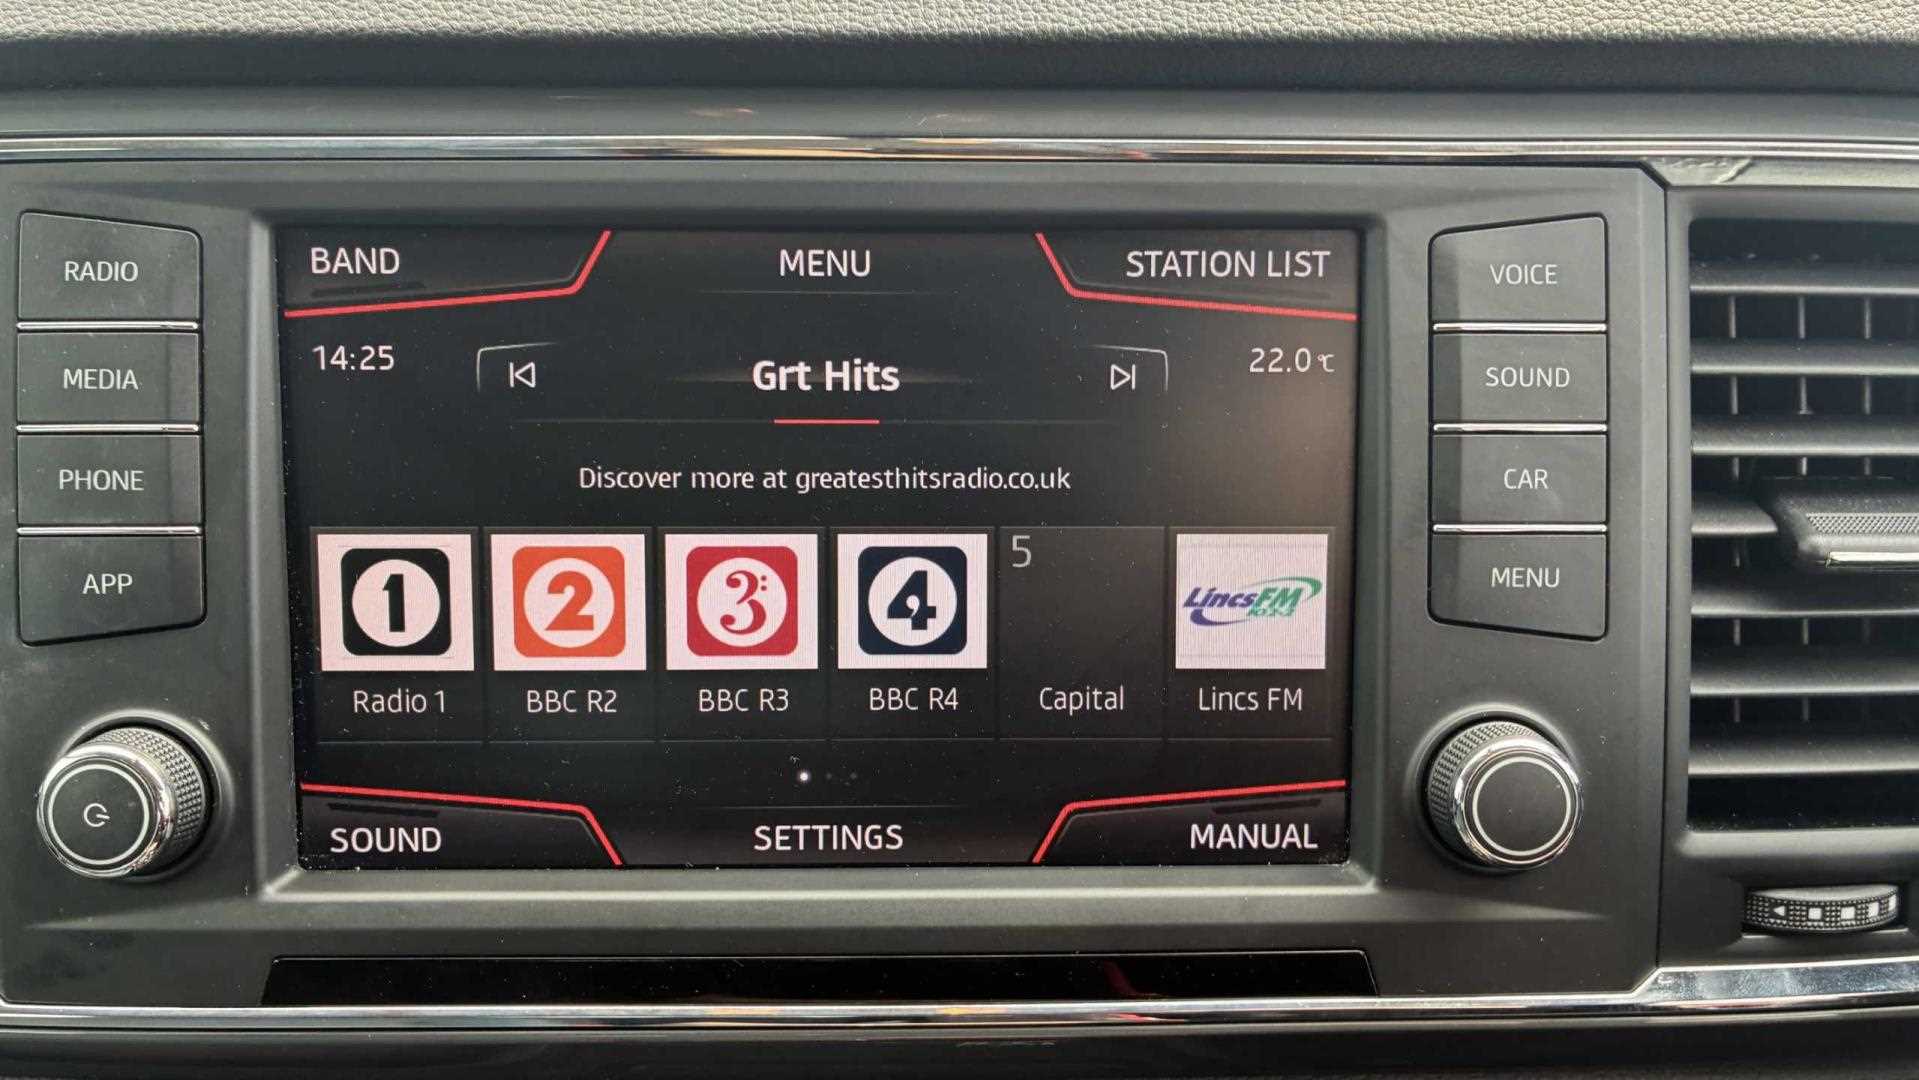 BAND MENU STATION LIST
RADIO
VOICE
14:25 Grt Hits 22.0 °C
MEDIA
SOUND
PHONE
Discover more at greatesthitsradio.co.uk
CAR
APP
1 2 3 4 5 LincsFM
MENU
Radio 1 BBC R2 BBC R3 BBC R4 Capital Lincs FM
SOUND SETTINGS MANUAL